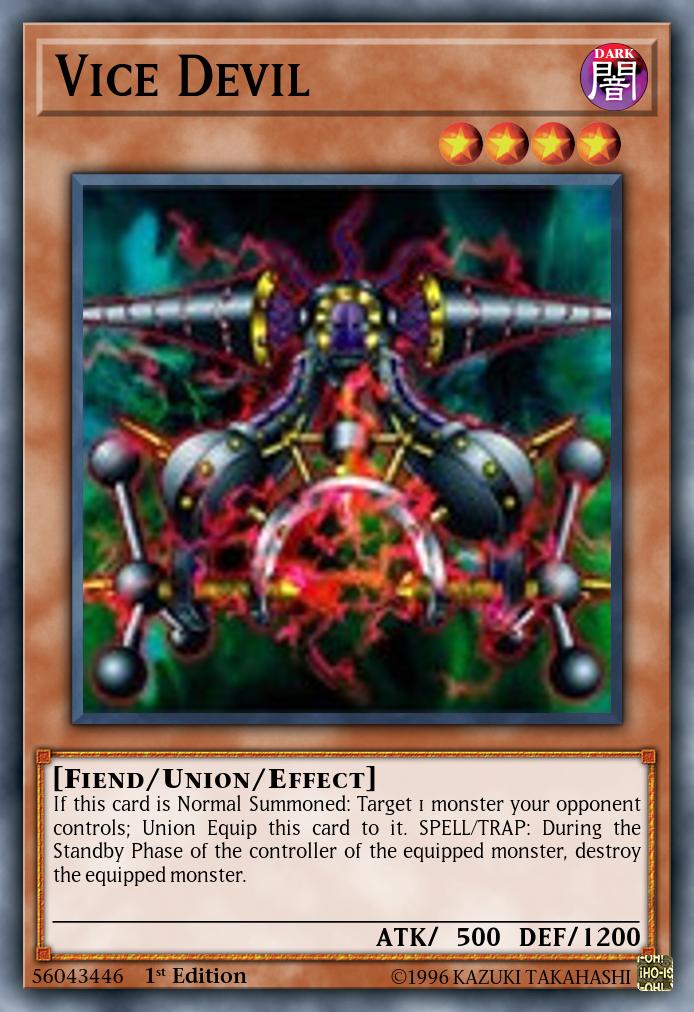 Vice Devil
DARK
闇
[Fiend/Union/Effect]
If this card is Normal Summoned: Target 1 monster your opponent
controls; Union Equip this card to it. SPELL/TRAP: During the
Standby Phase of the controller of the equipped monster, destroy
the equipped monster.
ATK/ 500 DEF/1200
56043446 1st Edition ©1996 KAZUKI TAKAHASHI